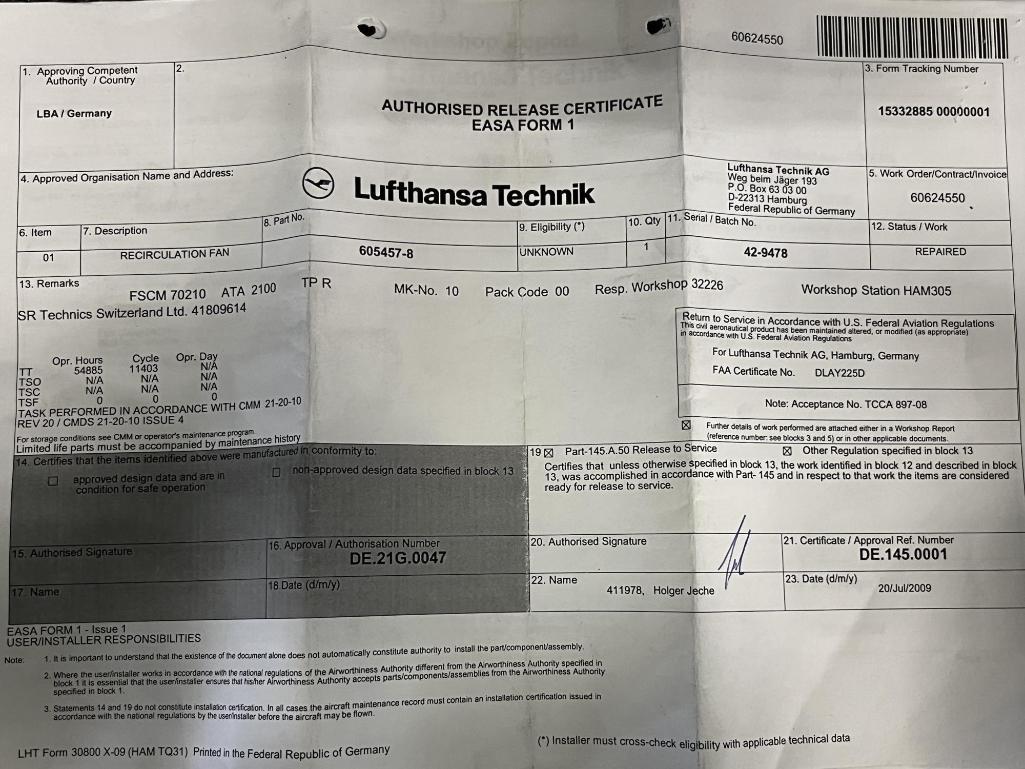 60624550
1. Approving Competent
Authority / Country
LBA / Germany
2.
AUTHORISED RELEASE CERTIFICATE
EASA FORM 1
3. Form Tracking Number
15332885 00000001
4. Approved Organisation Name and Address:
Lufthansa Technik
Lufthansa Technik AG
Weg beim Jäger 193
P.O. Box 63 03 00
D-22313 Hamburg
Federal Republic of Germany
5. Work Order/Contract/Invoice
60624550
6. Item
7. Description
8. Part No.
9. Eligibility (*)
10. Qty
11. Serial / Batch No.
12. Status / Work
01
RECIRCULATION FAN
605457-8
UNKNOWN
1
42-9478
REPAIRED
13. Remarks
FSCM 70210 ATA 2100 TP R MK-No. 10 Pack Code 00 Resp. Workshop 32226 Workshop Station HAM305
SR Technics Switzerland Ltd. 41809614
Opr. Hours Cycle Opr. Day
TT 54885 11403 N/A
TSO N/A N/A N/A
TSC N/A N/A N/A
TSF 0 0 0
TASK PERFORMED IN ACCORDANCE WITH CMM 21-20-10
REV 20 / CMDS 21-20-10 ISSUE 4
For storage conditions see CMM or operator's maintenance program.
Limited life parts must be accompanied by maintenance history
Return to Service in Accordance with U.S. Federal Aviation Regulations
This civil aeronautical product has been maintained altered, or modified (as appropriate)
in accordance with U.S. Federal Aviation Regulations
For Lufthansa Technik AG, Hamburg, Germany
FAA Certificate No. DLAY225D
Note: Acceptance No. TCCA 897-08
Further details of work performed are attached either in a Workshop Report
(reference number: see blocks 3 and 5) or in other applicable documents.
14. Certifies that the items identified above were manufactured in conformity to:
approved design data and are in
condition for safe operation
non-approved design data specified in block 13
19 Part-145.A.50 Release to Service
Other Regulation specified in block 13
Certifies that unless otherwise specified in block 13, the work identified in block 12 and described in block
13, was accomplished in accordance with Part- 145 and in respect to that work the items are considered
ready for release to service.
15. Authorised Signature
16. Approval / Authorisation Number
DE.21G.0047
20. Authorised Signature
21. Certificate / Approval Ref. Number
DE.145.0001
17. Name
18 Date (d/m/y)
22. Name
411978, Holger Jeche
23. Date (d/m/y)
20/Jul/2009
EASA FORM 1 - Issue 1
USER/INSTALLER RESPONSIBILITIES
Note: 1. It is important to understand that the existence of the document alone does not automatically constitute authority to install the part/component/assembly.
2. Where the user/installer works in accordance with the national regulations of the Airworthiness Authority different from the Airworthiness Authority specified in
block 1 it is essential that the user/installer ensures that his/her Airworthiness Authority accepts parts/components/assemblies from the Airworthiness Authority
specified in block 1.
3. Statements 14 and 19 do not constitute installation certification. In all cases the aircraft maintenance record must contain an installation certification issued in
accordance with the national regulations by the user/installer before the aircraft may be flown.
LHT Form 30800 X-09 (HAM TQ31) Printed in the Federal Republic of Germany
(*) Installer must cross-check eligibility with applicable technical data